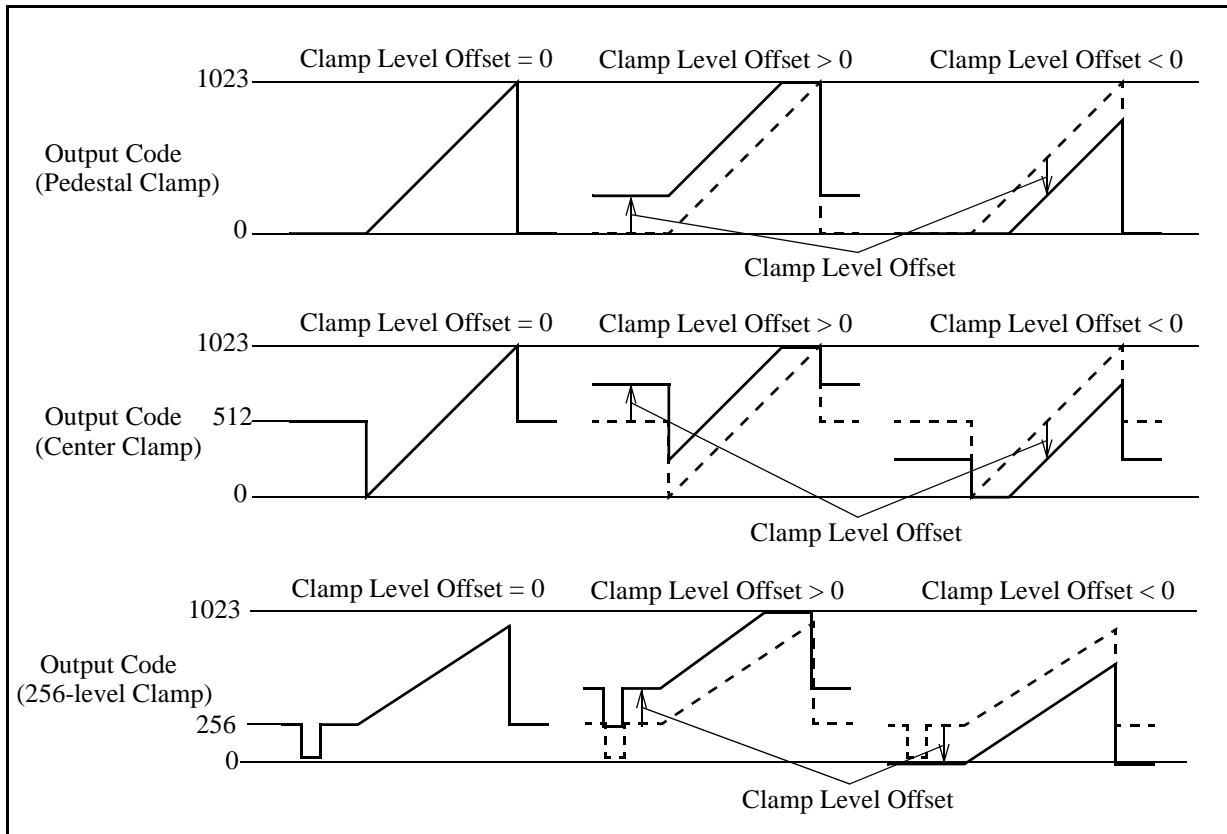 Clamp Level Offset = 0
Clamp Level Offset > 0
Clamp Level Offset < 0
1023
Output Code
(Pedestal Clamp)
0
Clamp Level Offset
Clamp Level Offset = 0
Clamp Level Offset > 0
Clamp Level Offset < 0
1023
512
Output Code
(Center Clamp)
0
Clamp Level Offset
Clamp Level Offset = 0
Clamp Level Offset > 0
Clamp Level Offset < 0
1023
Output Code
(256-level Clamp)
256
0
Clamp Level Offset